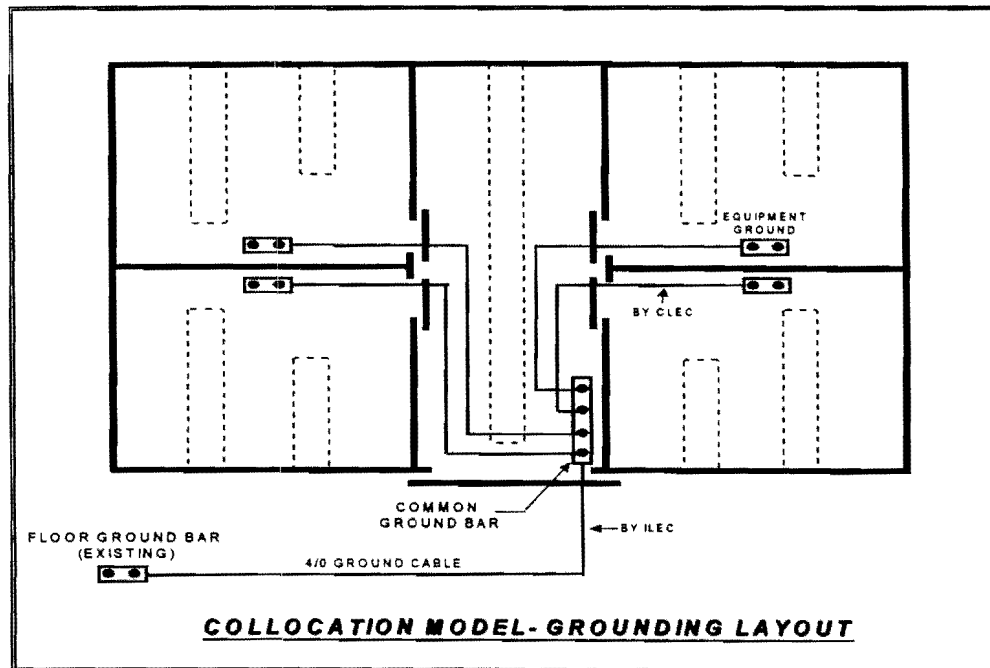 EQUIPMENT
GROUND
BY CLEC
COMMON
GROUND BAR
BY ILEC
FLOOR GROUND BAR
(EXISTING)
4/0 GROUND CABLE
COLLOCATION MODEL- GROUNDING LAYOUT